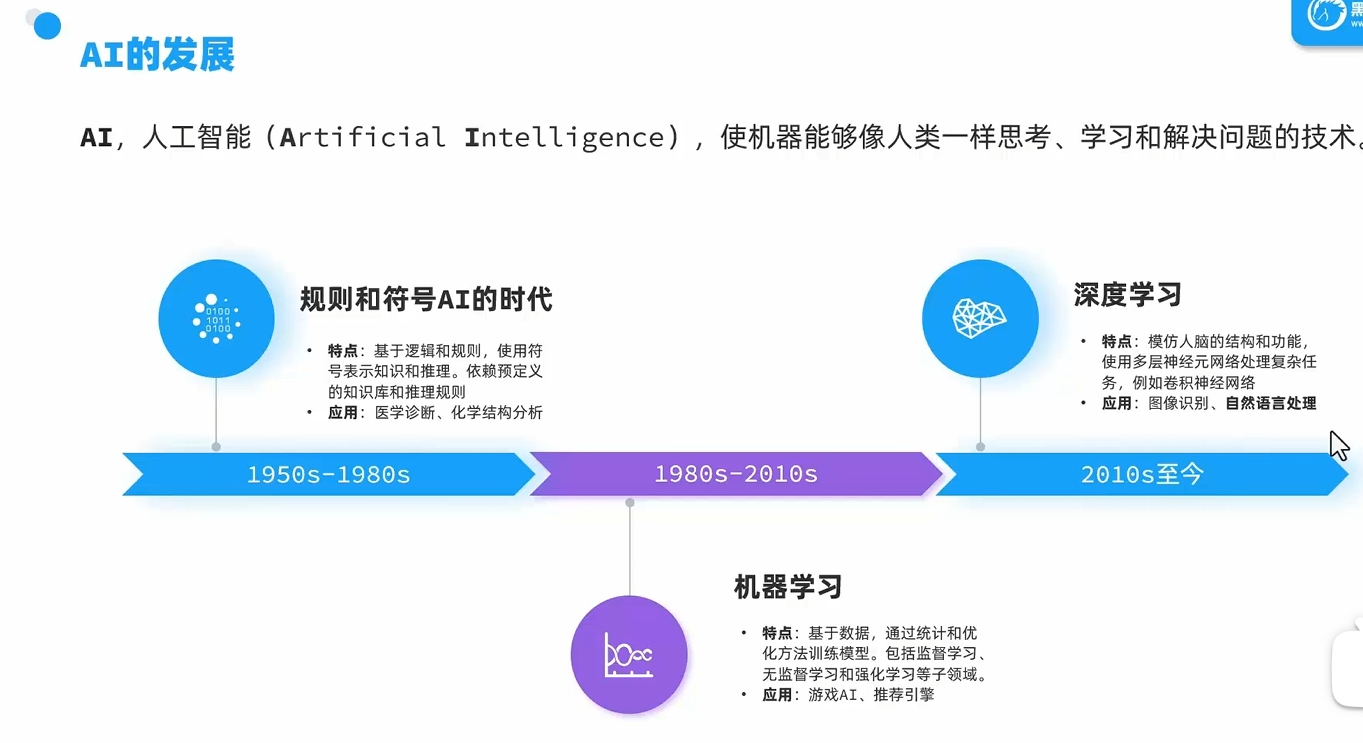 AI的发展
AI，人工智能（Artificial Intelligence），使机器能够像人类一样思考、学习和解决问题的技术。
规则和符号AI的时代
• 特点：基于逻辑和规则，使用符
号表示知识和推理。依赖预定义
的知识库和推理规则
• 应用：医学诊断、化学结构分析
深度学习
• 特点：模仿人脑的结构和功能，
使用多层神经元网络处理复杂任
务，例如卷积神经网络
• 应用：图像识别、自然语言处理
1950s-1980s
1980s-2010s
2010s至今
机器学习
• 特点：基于数据，通过统计和优
化方法训练模型。包括监督学习、
无监督学习和强化学习等子领域。
• 应用：游戏AI、推荐引擎
0100
1011
0100